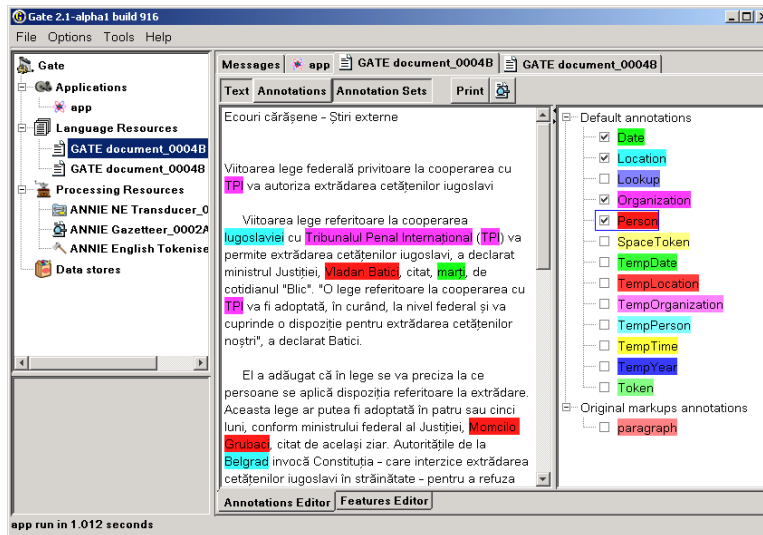 Gate 2.1-alpha1 build 916
File Options Tools Help
Gate
Applications
app
Language Resources
GATE document_0004B
GATE document_00048
Processing Resources
ANNIE NE Transducer_0
ANNIE Gazetteer_0002A
ANNIE English Tokenise
Data stores
Messages app GATE document_0004B GATE document_00048
Text Annotations Annotation Sets Print
Ecouri cărășene - Știri externe
Viitoarea lege federală privitoare la cooperarea cu
TPI va autoriza extrădarea cetățenilor iugoslavi
Viitoarea lege referitoare la cooperarea
Iugoslaviei cu Tribunalul Penal Internațional (TPI) va
permite extrădarea cetățenilor iugoslavi, a declarat
ministrul Justiției, Vladan Batici, citat, marți, de
cotidianul "Blic". "O lege referitoare la cooperarea cu
TPI va fi adoptată, în curând, la nivel federal și va
cuprinde o dispoziție pentru extrădarea cetățenilor
noștri", a declarat Batici.
El a adăugat că în lege se va preciza la ce
persoane se aplică dispoziția referitoare la extrădare.
Aceasta lege ar putea fi adoptată în patru sau cinci
luni, conform ministrului federal al Justiției, Momcilo
Grubaci, citat de același ziar. Autoritățile de la
Belgrad invocă Constituția - care interzice extrădarea
cetățenilor iugoslavi în străinătate - pentru a refuza
Default annotations
Date
Location
Lookup
Organization
Person
SpaceToken
TempDate
TempLocation
TempOrganization
TempPerson
TempTime
TempYear
Token
Original markups annotations
paragraph
Annotations Editor Features Editor
app run in 1.012 seconds